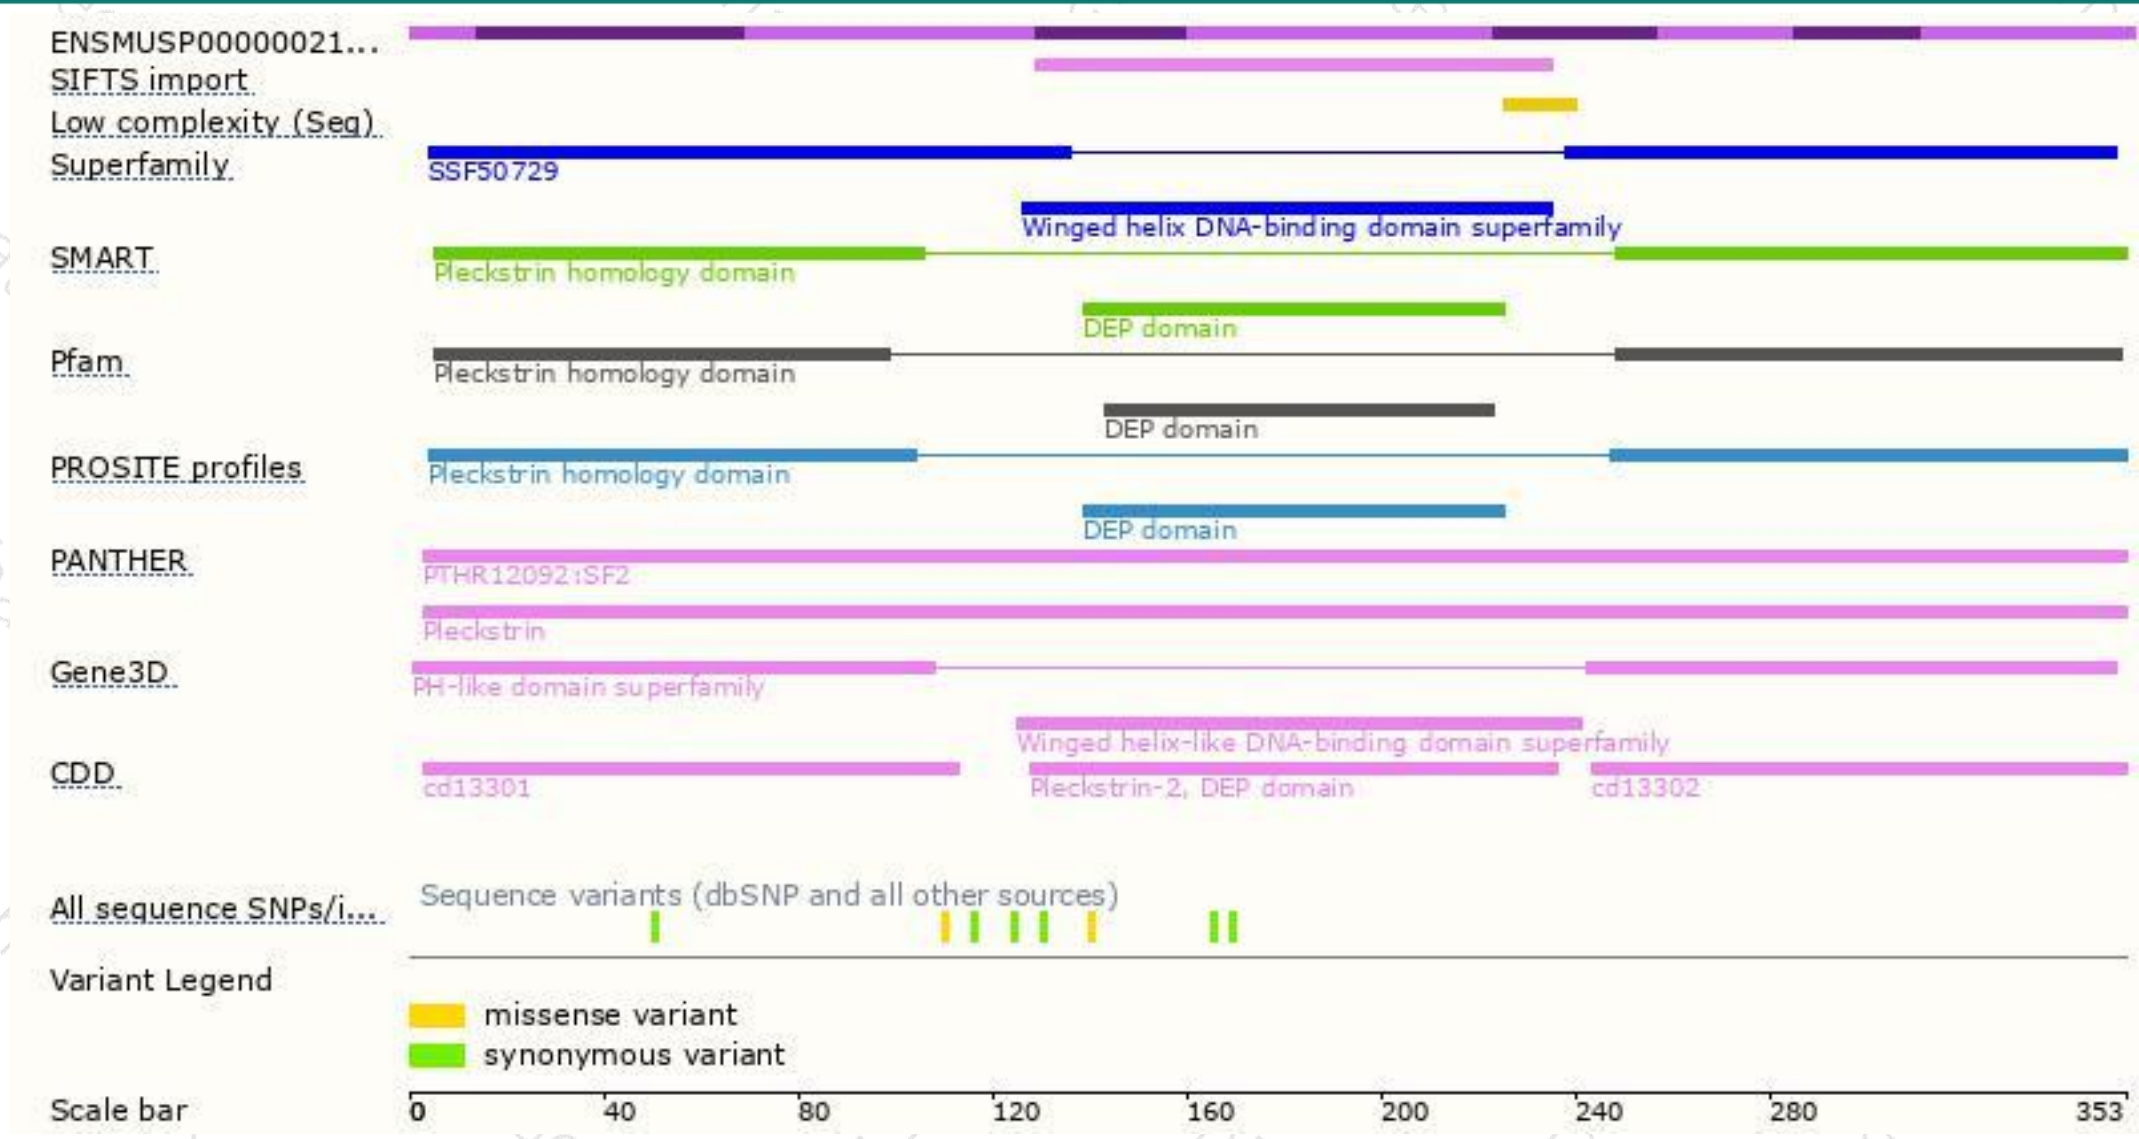 ENSMUSP00000021...
SIFTS import
Low complexity (Seg)
Superfamily
SSF50729
Winged helix DNA-binding domain superfamily
SMART
Pleckstrin homology domain
DEP domain
Pfam
Pleckstrin homology domain
DEP domain
PROSITE profiles
Pleckstrin homology domain
DEP domain
PANTHER
PTHR12092:SF2
Pleckstrin
Gene3D
PH-like domain superfamily
Winged helix-like DNA-binding domain superfamily
CDD
cd13301 Pleckstrin-2, DEP domain cd13302
All sequence SNPs/i...
Sequence variants (dbSNP and all other sources)
Variant Legend
missense variant
synonymous variant
Scale bar 0 40 80 120 160 200 240 280 353